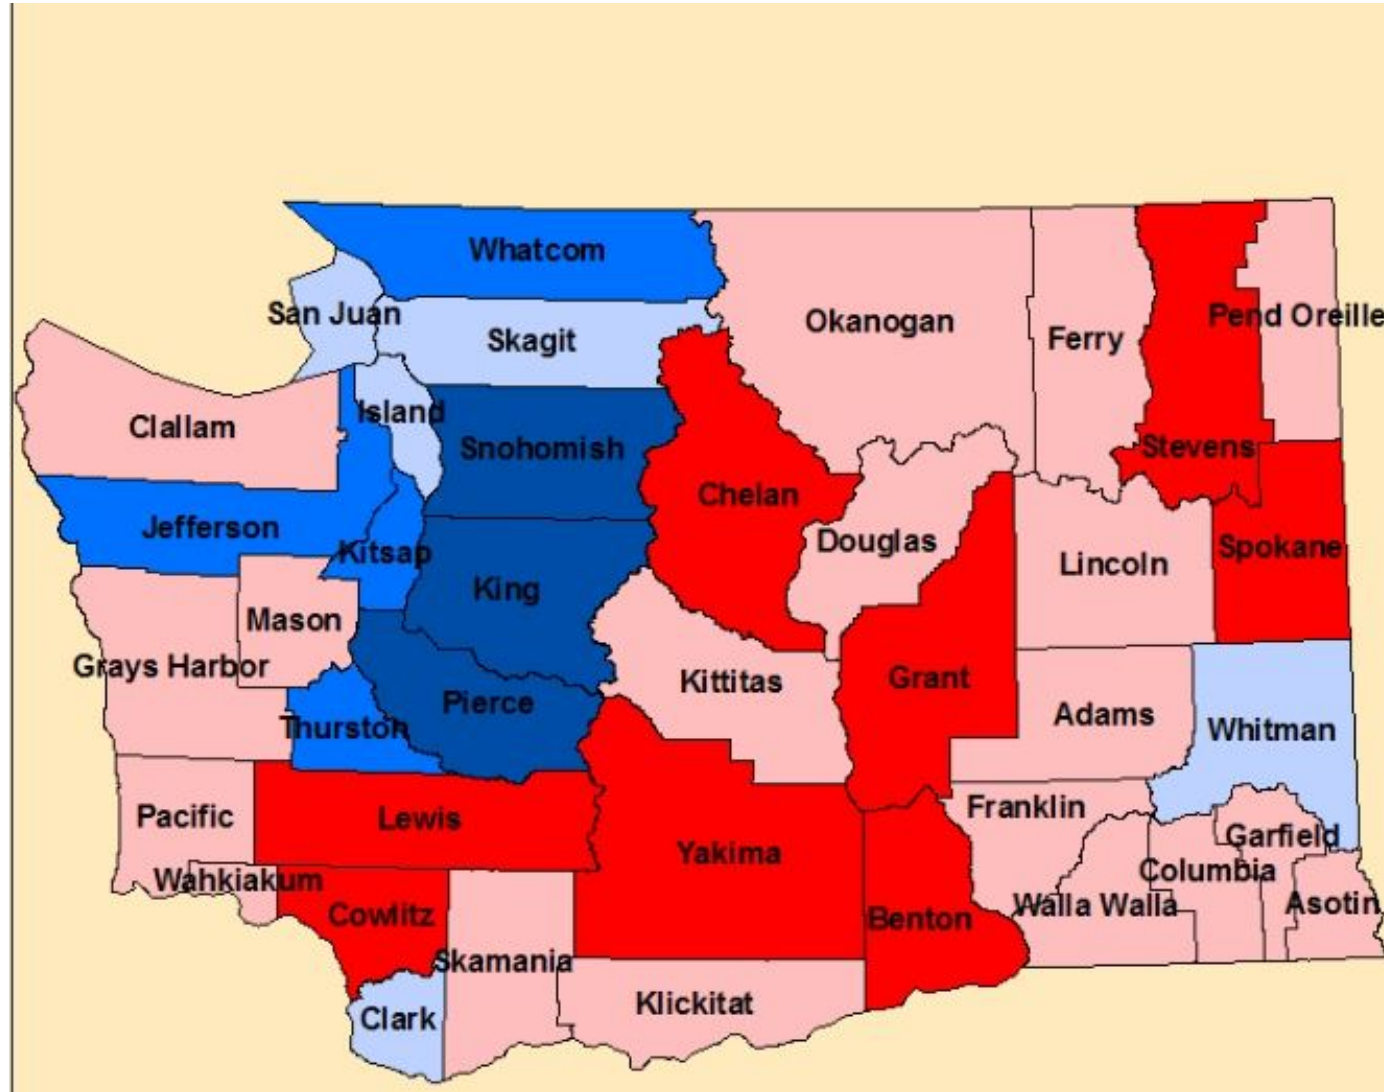 Whatcom
San Juan
Skagit
Okanogan
Ferry
Pend Oreille
Clallam
Island
Snohomish
Stevens
Chelan
Jefferson
Kitsap
Douglas
Lincoln
Spokane
King
Mason
Grays Harbor
Kittitas
Grant
Pierce
Adams
Thurston
Whitman
Pacific
Lewis
Franklin
Garfield
Yakima
Columbia
Wahkiakum
Cowlitz
Benton
Walla Walla
Asotin
Skamania
Klickitat
Clark